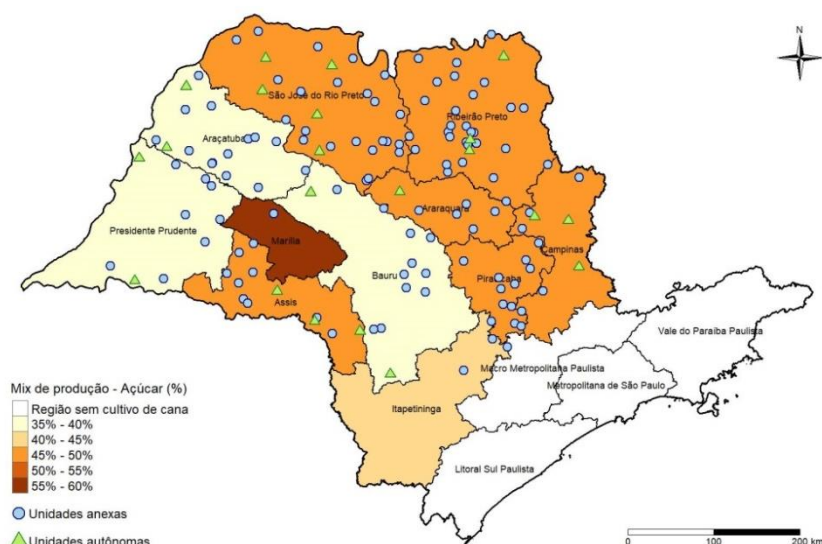 N
São José do Rio Preto
Ribeirão Preto
Araçatuba
Araraquara
Presidente Prudente
Marília
Campinas
Bauru
Piracicaba
Assis
Vale do Paraíba Paulista
Macro Metropolitana Paulista
Metropolitana de São Paulo
Itapetininga
Litoral Sul Paulista
Mix de produção - Açúcar (%)
Região sem cultivo de cana
35% - 40%
40% - 45%
45% - 50%
50% - 55%
55% - 60%
Unidades anexas
Unidades autônomas
0 100 200 km